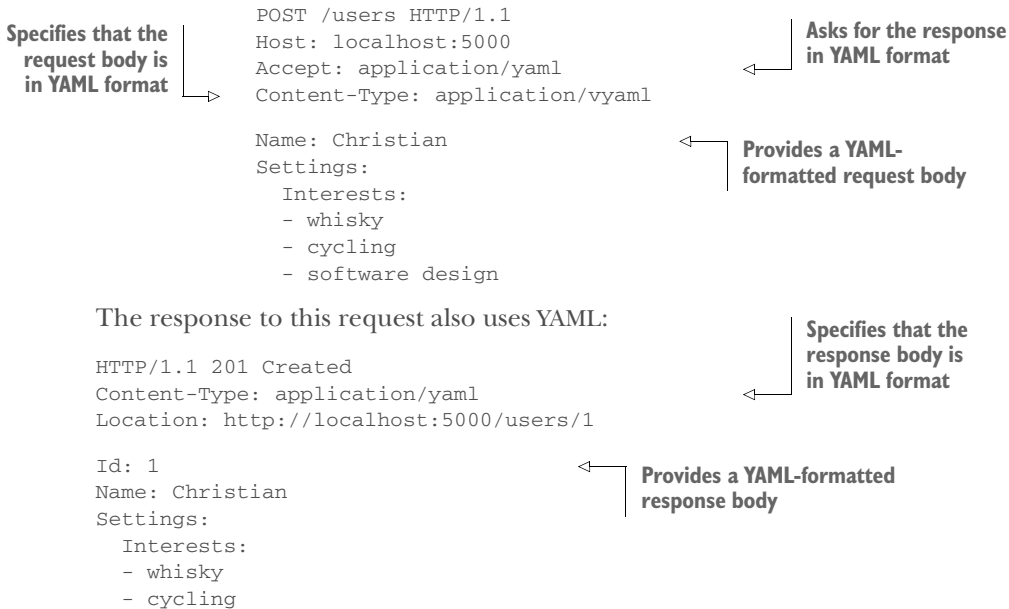 POST /users HTTP/1.1
Host: localhost:5000
Accept: application/yaml
Content-Type: application/vyaml
Specifies that the
request body is
in YAML format
Asks for the response
in YAML format
Name: Christian
Settings:
  Interests:
  - whisky
  - cycling
  - software design
Provides a YAML-
formatted request body
The response to this request also uses YAML:
HTTP/1.1 201 Created
Content-Type: application/yaml
Location: http://localhost:5000/users/1
Specifies that the
response body is
in YAML format
Id: 1
Name: Christian
Settings:
  Interests:
  - whisky
  - cycling
Provides a YAML-formatted
response body